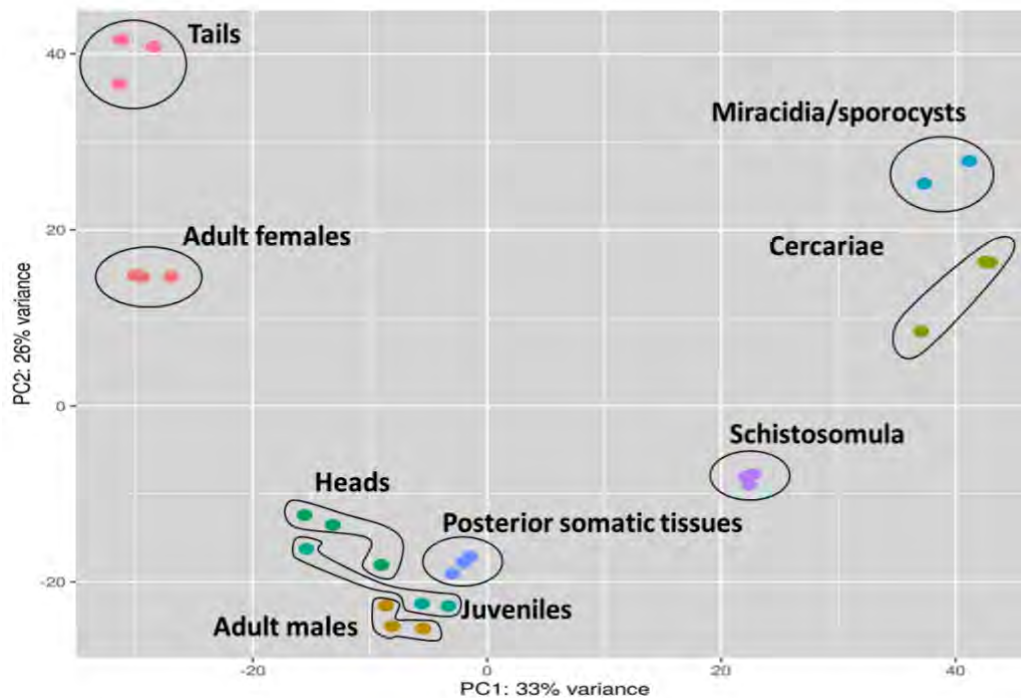 Tails
40
Miracidia/sporocysts
20
Adult females
Cercariae
PC2: 26% variance
0
Schistosomula
Heads
Posterior somatic tissues
-20
Juveniles
Adult males
-20
0
20
40
PC1: 33% variance